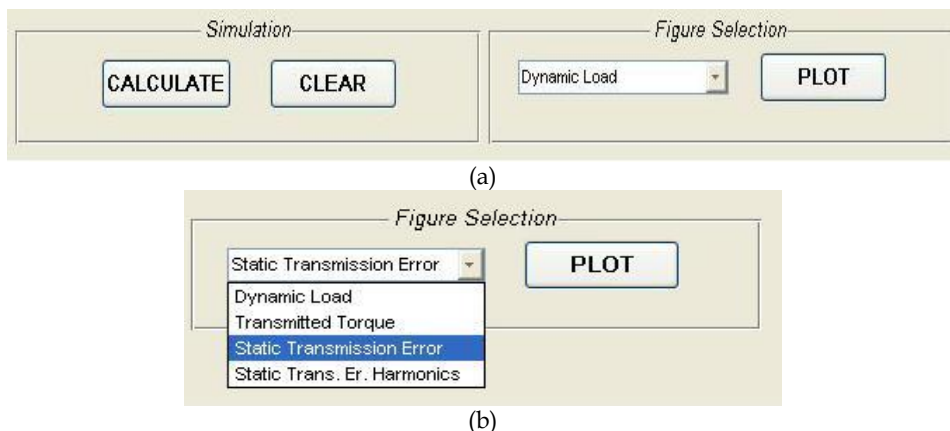 Simulation
Figure Selection
CALCULATE
CLEAR
Dynamic Load
PLOT
(a)
Figure Selection
Static Transmission Error
PLOT
Dynamic Load
Transmitted Torque
Static Transmission Error
Static Trans. Er. Harmonics
(b)